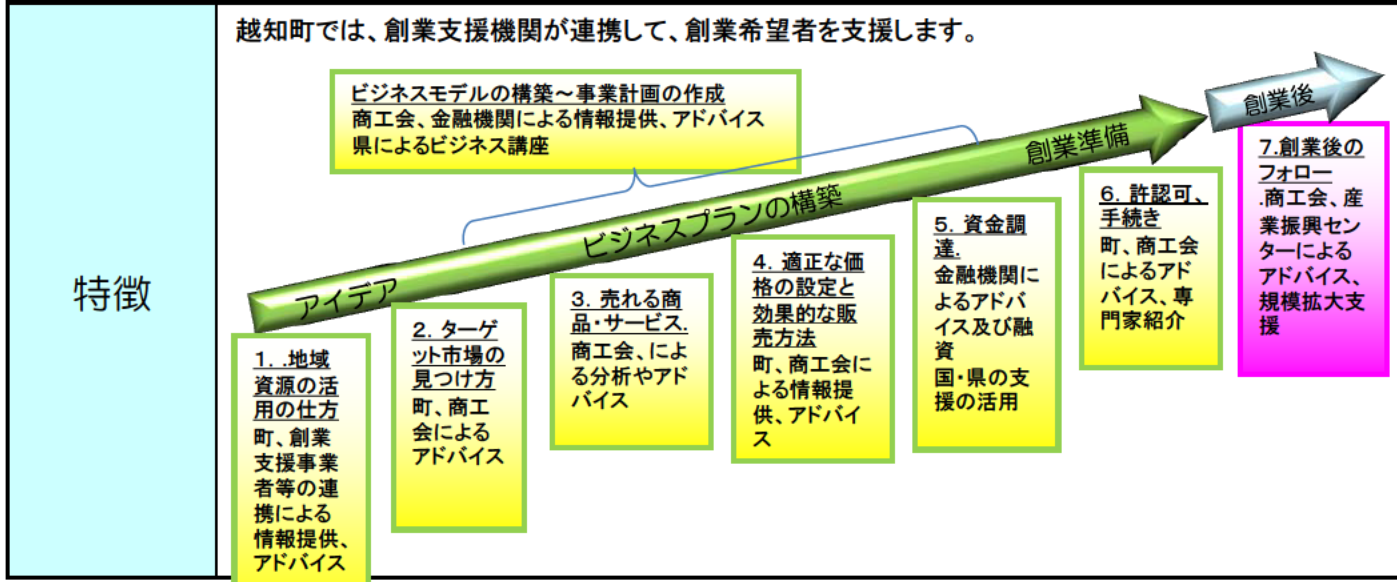 特徴
越知町では、創業支援機関が連携して、創業希望者を支援します。
ビジネスモデルの構築～事業計画の作成
商工会、金融機関による情報提供、アドバイス
県によるビジネス講座
アイデア
ビジネスプランの構築
創業準備
創業後
1. .地域
資源の活
用の仕方
町、創業
支援事業
者等の連
携による
情報提供、
アドバイス
2. ターゲ
ット市場の
見つけ方
町、商工
会による
アドバイス
3. 売れる商
品・サービス.
商工会、によ
る分析やアド
バイス
4. 適正な価
格の設定と
効果的な販
売方法
町、商工会に
よる情報提
供、アドバイ
ス
5. 資金調
達.
金融機関に
よるアドバ
イス及び融
資
国・県の支
援の活用
6. 許認可、
手続き
町、商工会
によるアド
バイス、専
門家紹介
7.創業後の
フォロー
.商工会、産
業振興セン
ターによる
アドバイス、
規模拡大支
援